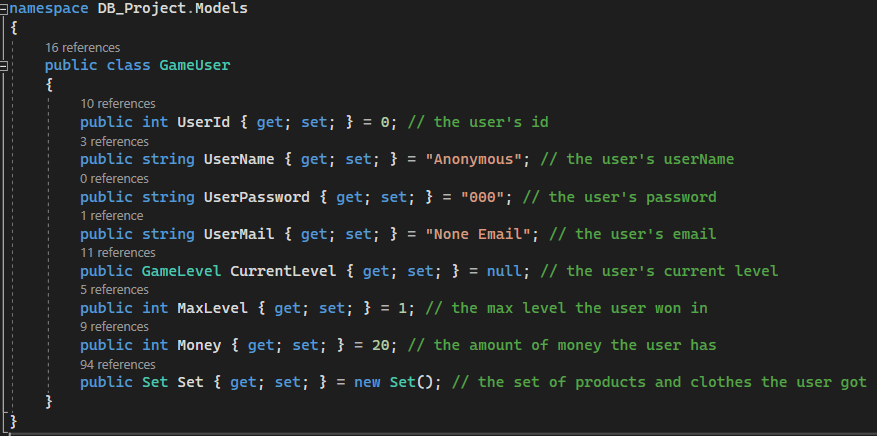 namespace DB_Project.Models
{
16 references
public class GameUser
{
10 references
public int UserId { get; set; } = 0; // the user's id
3 references
public string UserName { get; set; } = "Anonymous"; // the user's userName
0 references
public string UserPassword { get; set; } = "000"; // the user's password
1 reference
public string UserMail { get; set; } = "None Email"; // the user's email
11 references
public GameLevel CurrentLevel { get; set; } = null; // the user's current level
5 references
public int MaxLevel { get; set; } = 1; // the max level the user won in
9 references
public int Money { get; set; } = 20; // the amount of money the user has
94 references
public Set Set { get; set; } = new Set(); // the set of products and clothes the user got
}
}